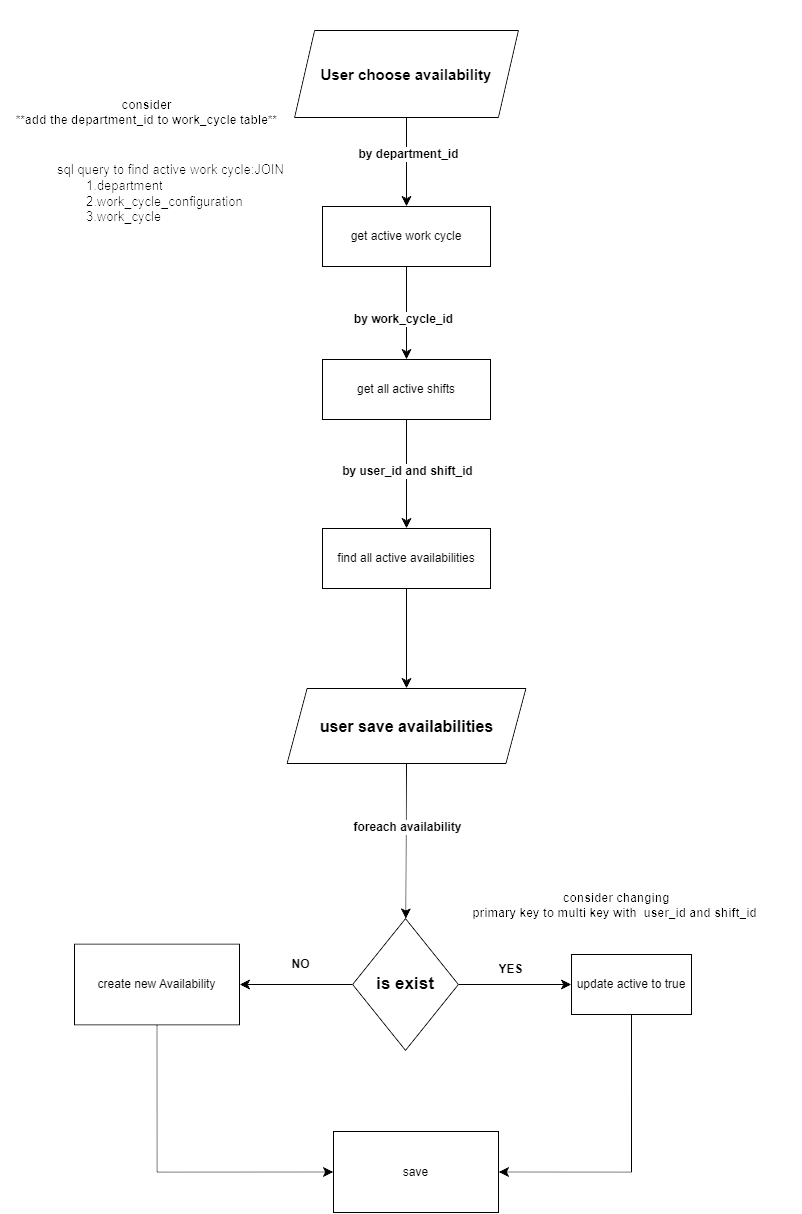 User choose availability
consider
**add the department_id to work_cycle table**
by department_id
sql query to find active work cycle:JOIN
1.department
2.work_cycle_configuration
3.work_cycle
get active work cycle
by work_cycle_id
get all active shifts
by user_id and shift_id
find all active availabilities
user save availabilities
foreach availability
consider changing
primary key to multi key with user_id and shift_id
NO
YES
create new Availability
is exist
update active to true
save